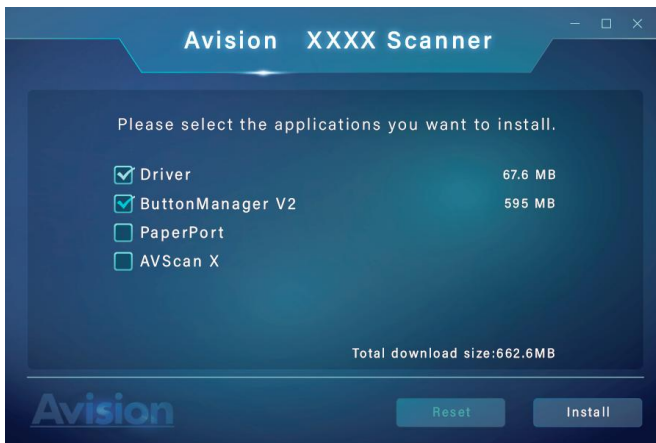 Avision XXXX Scanner
Please select the applications you want to install.
Driver 67.6 MB
ButtonManager V2 595 MB
PaperPort
AVScan X
Total download size:662.6MB
Avision
Reset
Install